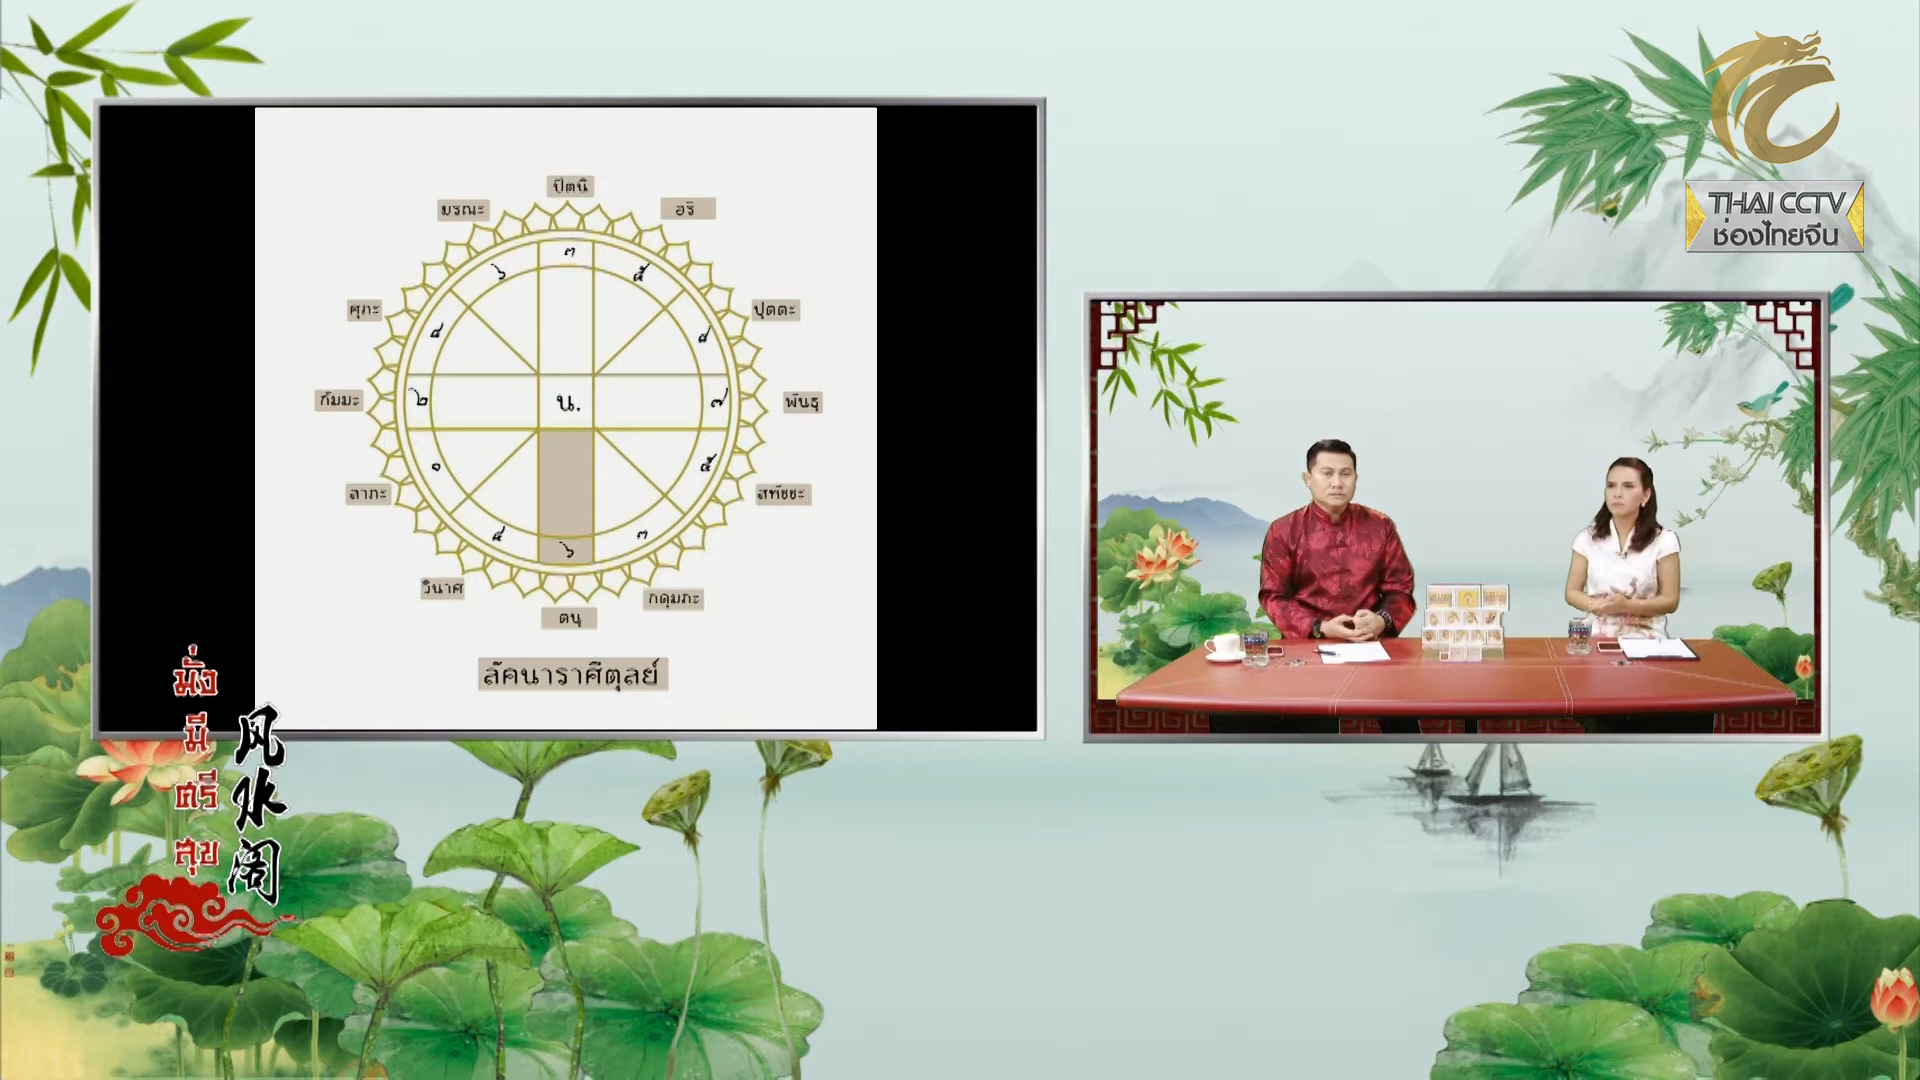 ปัตนิ
มรณะ
อริ
ศุภะ
ปุตตะ
กัมมะ
พันธุ
ลาภะ
สหัชชะ
วินาศ
กดุมภะ
ตนุ
๓
๖
๕
๔
๘
๒
น.
๗
๑
๕
๔
๓
๖
ลัคนาราศีตุลย์
THAI CCTV
ช่องไทยจีน
มั่ง
มี
ศรี
สุข
风水阁